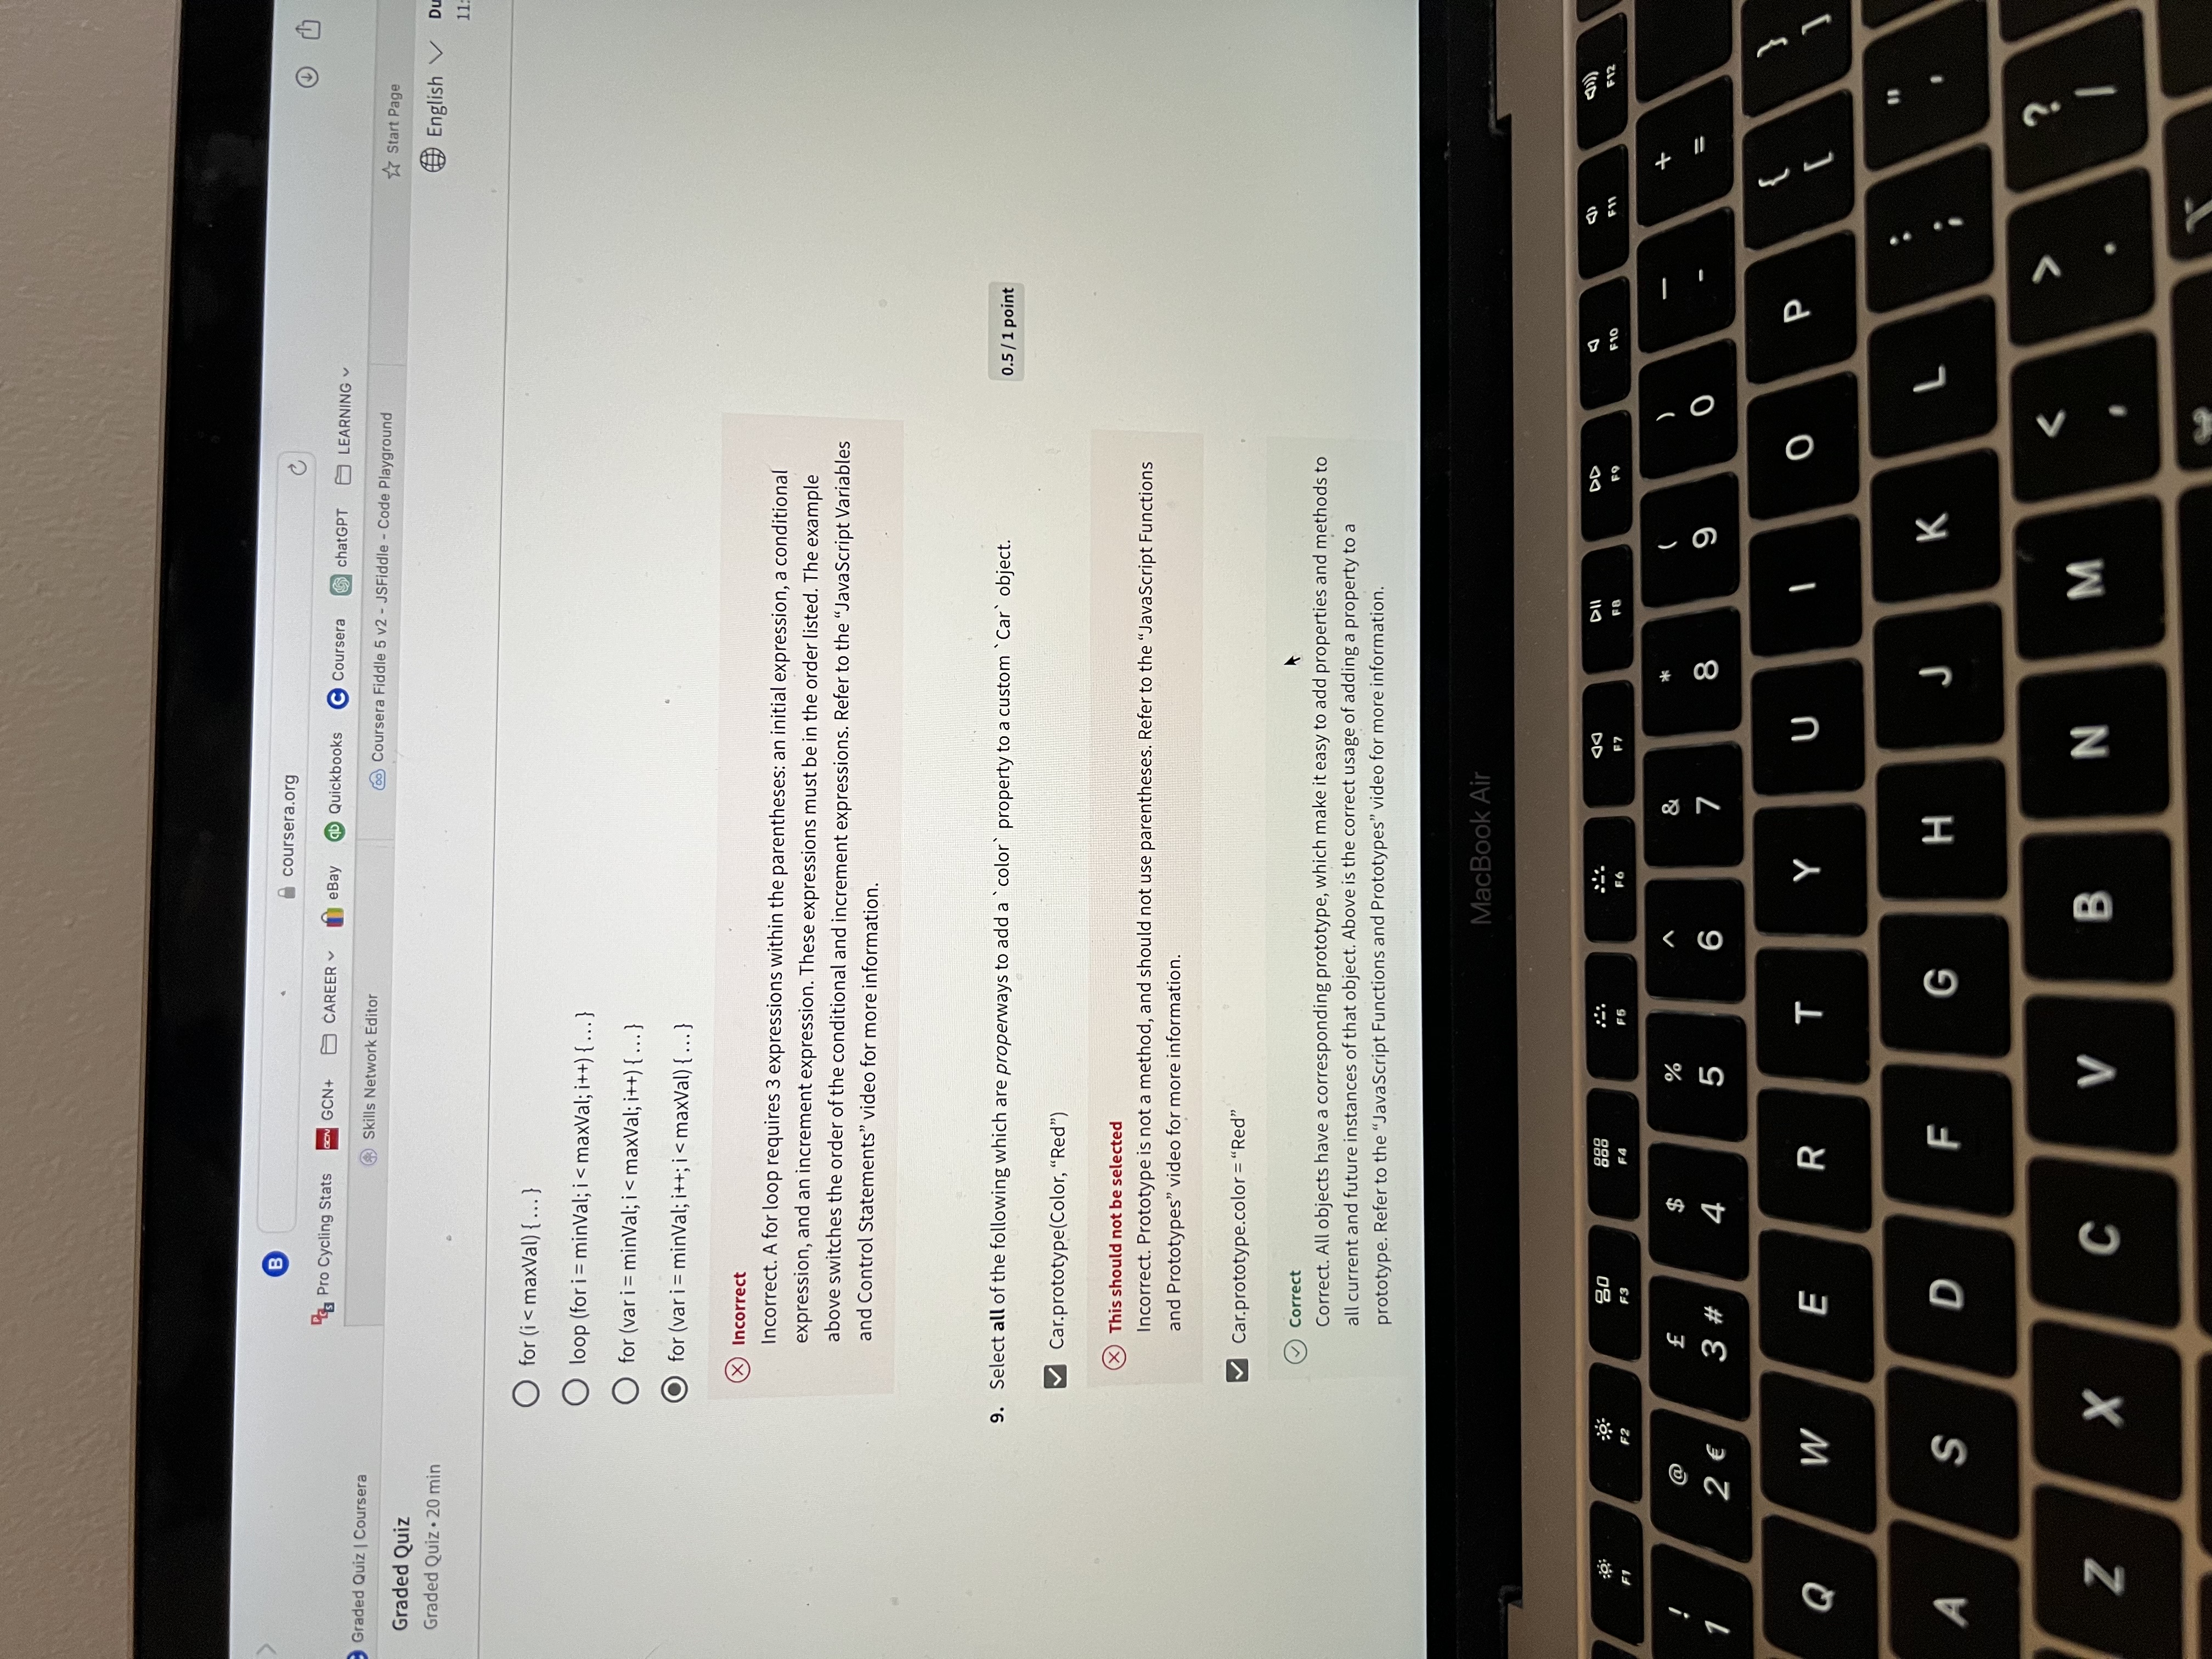 B
coursera.org
Pro Cycling Stats
GCN
GCN+
CAREER
eBay
qb
Quickbooks
C
Coursera
chatGPT
LEARNING
Graded Quiz | Coursera
Skills Network Editor
Coursera Fiddle 5 v2 - JSFiddle - Code Playground
Start Page
Graded Quiz
Graded Quiz • 20 min
English
Du
11:
for (i < maxVal) { … }
loop (for i = minVal; i < maxVal; i++) { … }
for (var i = minVal; i < maxVal; i++) { … }
for (var i = minVal; i++; i < maxVal) { … }
Incorrect
Incorrect. A for loop requires 3 expressions within the parentheses: an initial expression, a conditional
expression, and an increment expression. These expressions must be in the order listed. The example
above switches the order of the conditional and increment expressions. Refer to the “JavaScript Variables
and Control Statements” video for more information.
9. Select all of the following which are properways to add a `color` property to a custom `Car` object.
0.5 / 1 point
Car.prototype(Color, “Red”)
This should not be selected
Incorrect. Prototype is not a method, and should not use parentheses. Refer to the “JavaScript Functions
and Prototypes” video for more information.
Car.prototype.color = “Red”
Correct
Correct. All objects have a corresponding prototype, which make it easy to add properties and methods to
all current and future instances of that object. Above is the correct usage of adding a property to a
prototype. Refer to the “JavaScript Functions and Prototypes” video for more information.
MacBook Air
F1 F2 F3 F4 F5 F6 F7 F8 F9 F10 F11 F12
! @ £ $ % ^ & * ( ) — +
1 2 € 3 # 4 5 6 7 8 9 0 - =
Q W E R T Y U I O P { [ } ]
A S D F G H J K L : ; " '
Z X C V B N M < , > . ? /
⌘ ⌥